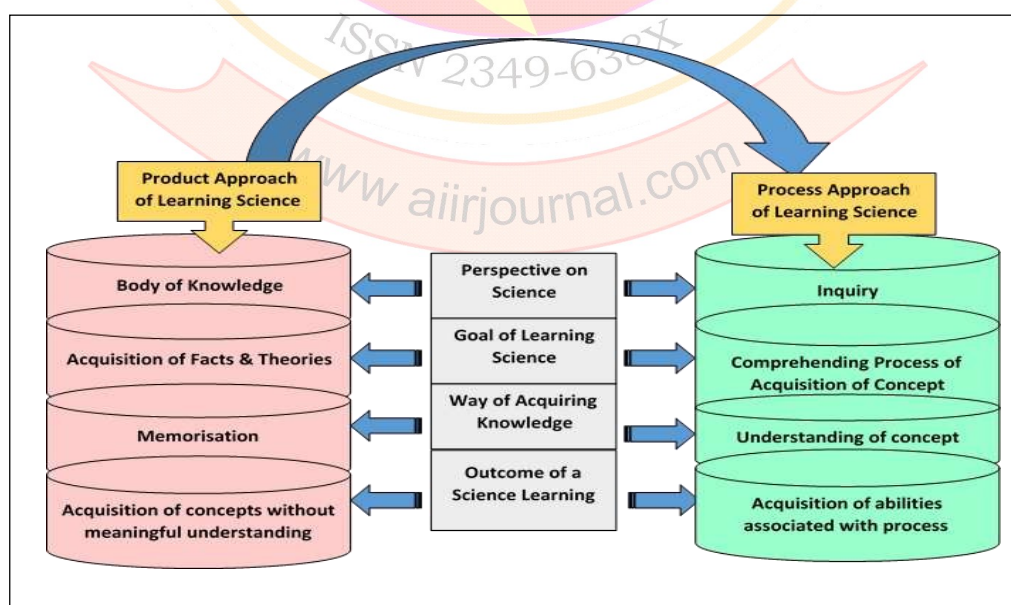 ISSN 2349-638X
www aiirjournal.com
Product Approach
of Learning Science
Process Approach
of Learning Science
Body of Knowledge
Perspective on
Science
Inquiry
Acquisition of Facts & Theories
Goal of Learning
Science
Comprehending Process of
Acquisition of Concept
Memorisation
Way of Acquiring
Knowledge
Understanding of concept
Acquisition of concepts without
meaningful understanding
Outcome of a
Science Learning
Acquisition of abilities
associated with process